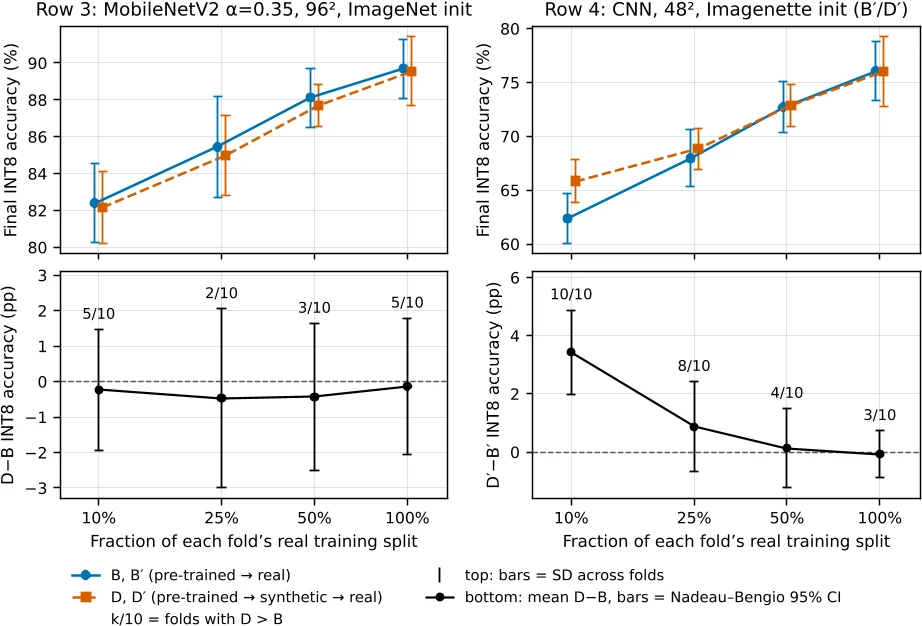 Row 3: MobileNetV2 α=0.35, 96², ImageNet init
Final INT8 accuracy (%)
90
88
86
84
82
80
Row 4: CNN, 48², Imagenette init (B′/D′)
Final INT8 accuracy (%)
80
75
70
65
60
D−B INT8 accuracy (pp)
3
2
1
0
−1
−2
−3
5/10
2/10
3/10
5/10
10%
25%
50%
100%
Fraction of each fold’s real training split
D′−B′ INT8 accuracy (pp)
6
4
2
0
10/10
8/10
4/10
3/10
10%
25%
50%
100%
Fraction of each fold’s real training split
B, B′ (pre-trained → real)
D, D′ (pre-trained → synthetic → real)
k/10 = folds with D > B
top: bars = SD across folds
bottom: mean D−B, bars = Nadeau–Bengio 95% CI